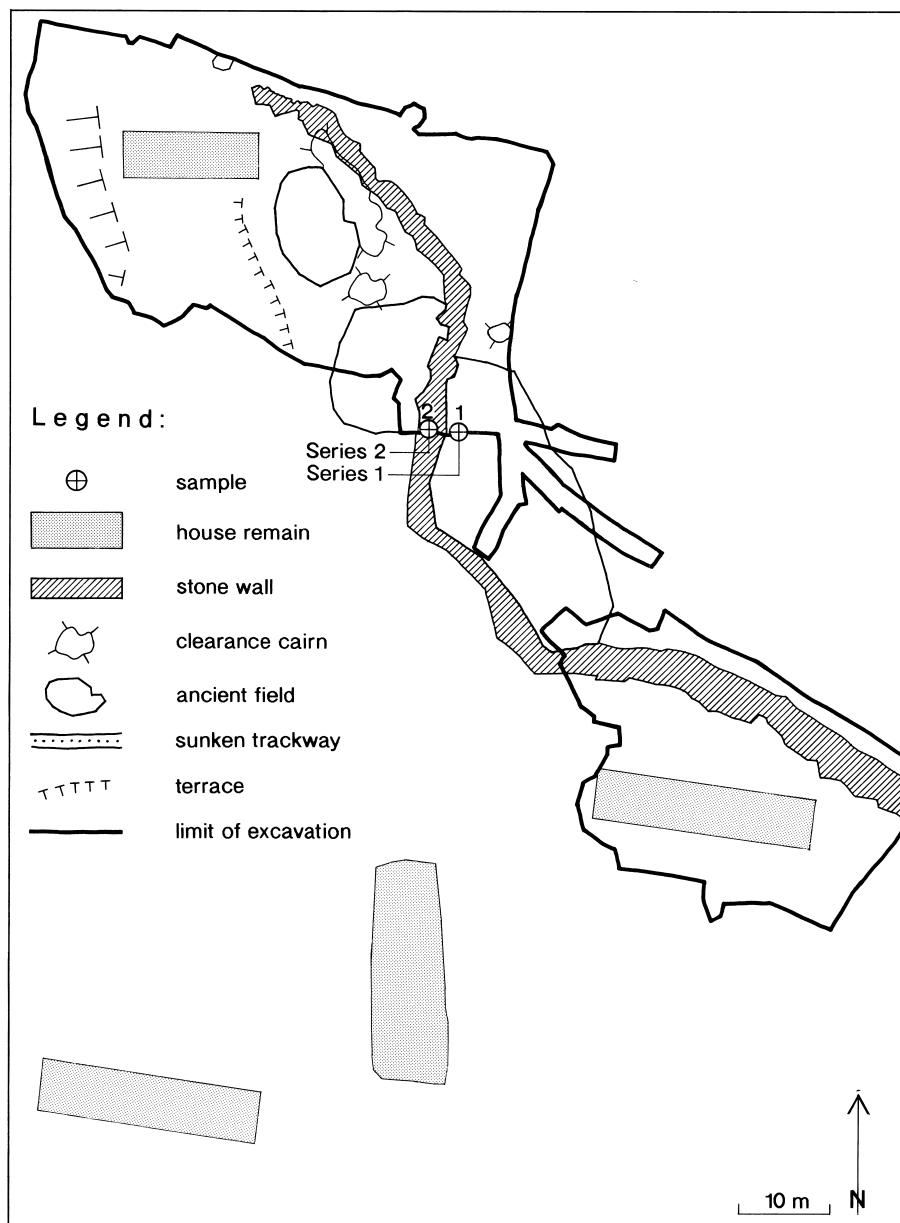 2 1
Series 2
Series 1
Legend:
sample
house remain
stone wall
clearance cairn
ancient field
sunken trackway
terrace
limit of excavation
10 m N